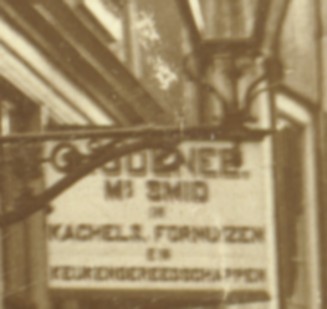 Mr SMID
IN
KACHELS, FORNUIZEN
EN
KEUKENGEREEDSCHAPPEN